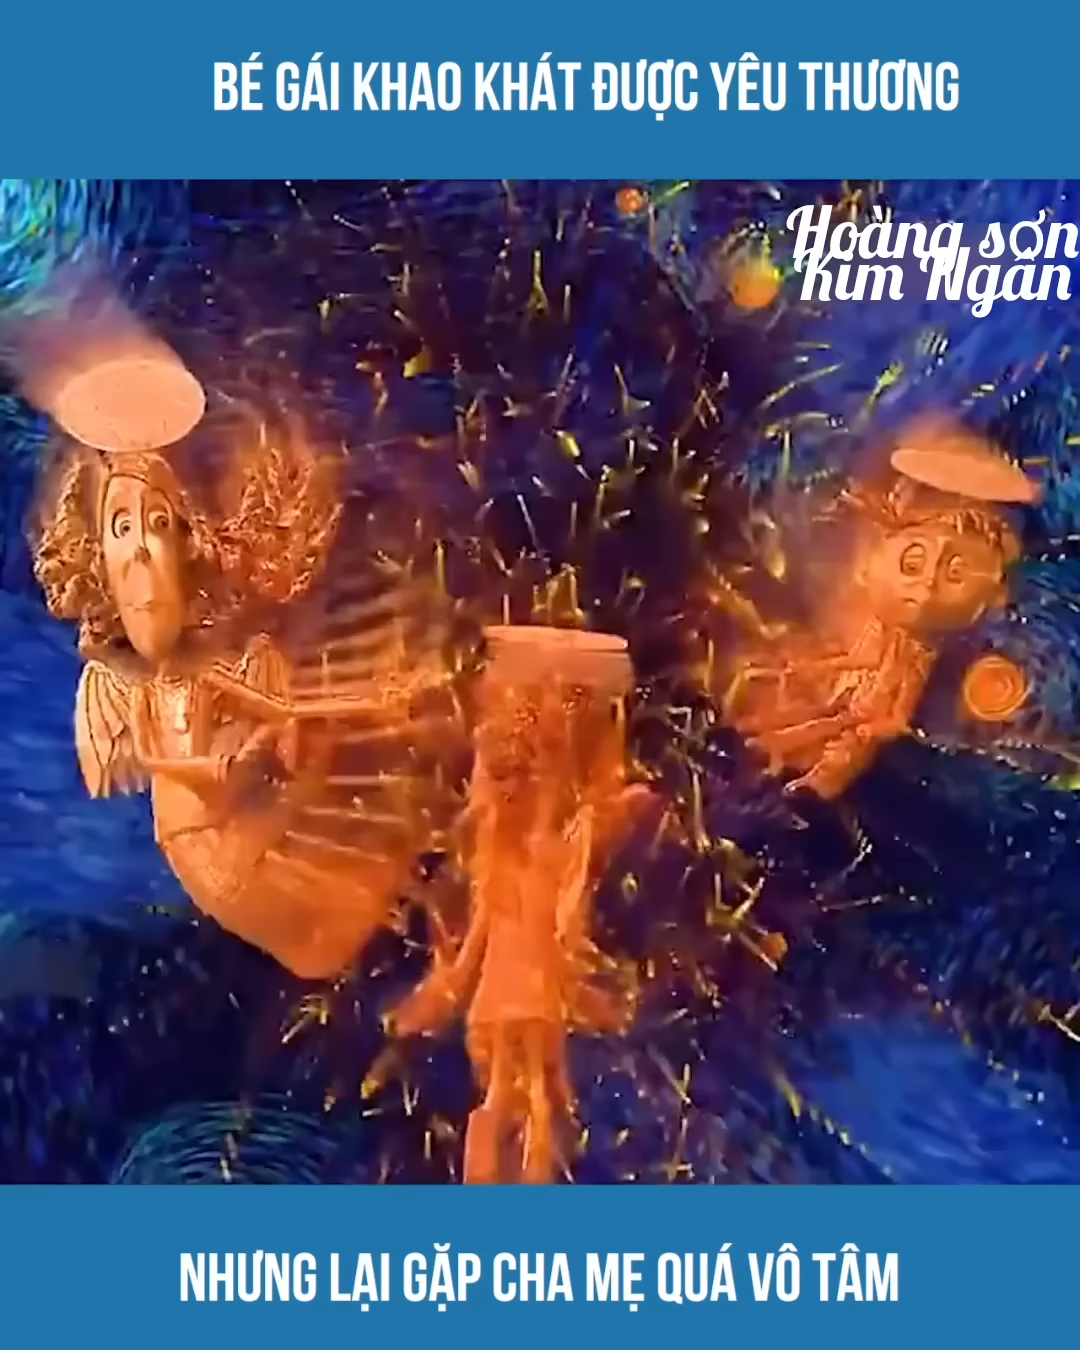 BÉ GÁI KHAO KHÁT ĐƯỢC YÊU THƯƠNG
Hoàng sơn
Kim Ngân
NHƯNG LẠI GẶP CHA MẸ QUÁ VÔ TÂM